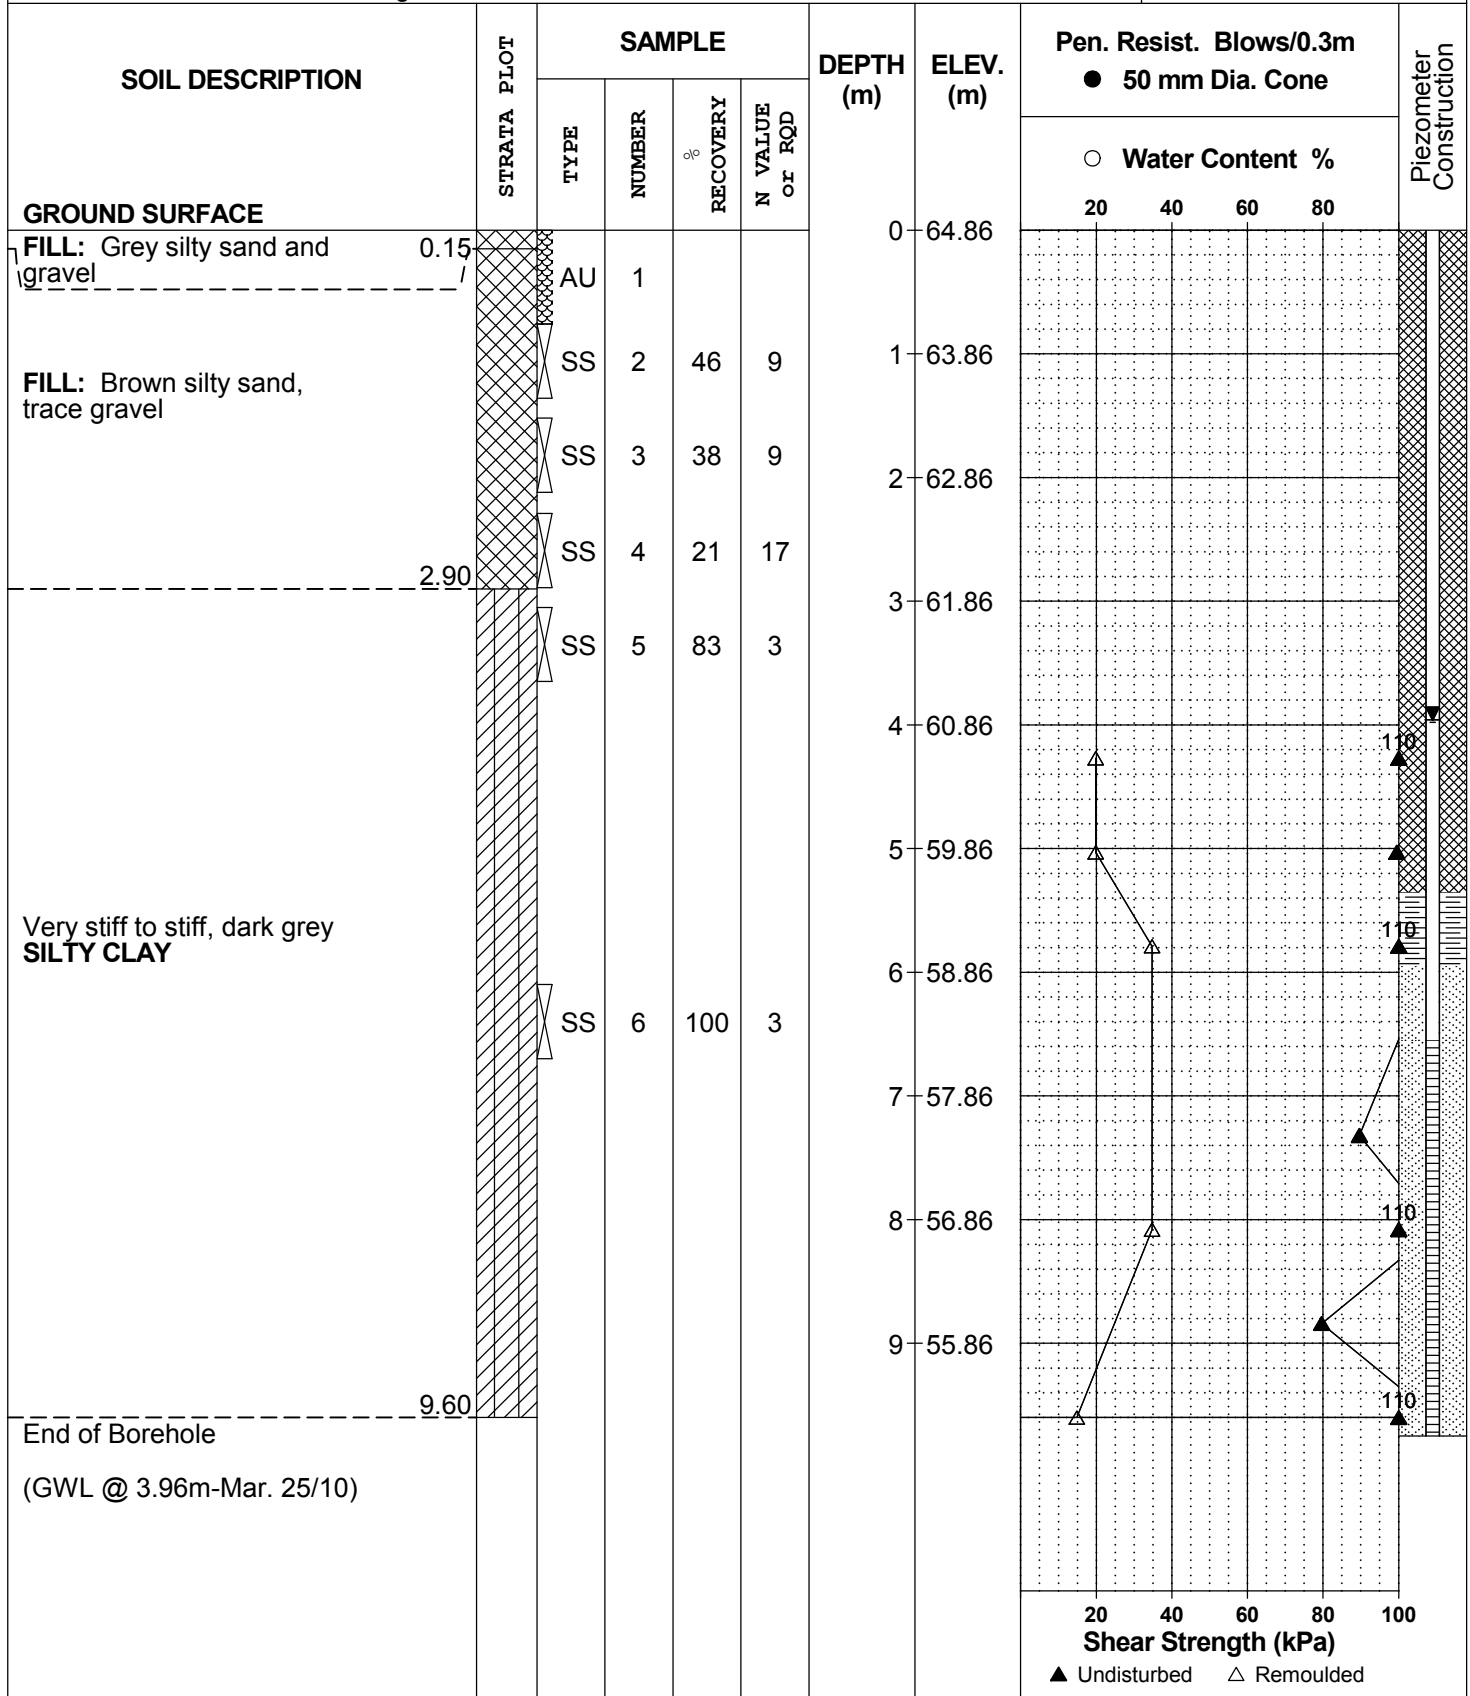 SOIL DESCRIPTION
STRATA PLOT
SAMPLE
TYPE
NUMBER
%
RECOVERY
N VALUE
or RQD
DEPTH
(m)
ELEV.
(m)
Pen. Resist. Blows/0.3m
● 50 mm Dia. Cone
○ Water Content %
20 40 60 80
Piezometer
Construction
GROUND SURFACE
0 64.86
FILL: Grey silty sand and 0.15
gravel
AU 1
SS 2 46 9
1 63.86
FILL: Brown silty sand,
trace gravel
SS 3 38 9
2 62.86
SS 4 21 17
2.90
3 61.86
SS 5 83 3
4 60.86
110
5 59.86
Very stiff to stiff, dark grey
SILTY CLAY
110
6 58.86
SS 6 100 3
7 57.86
8 56.86
110
9 55.86
9.60
110
End of Borehole
(GWL @ 3.96m-Mar. 25/10)
20 40 60 80 100
Shear Strength (kPa)
▲ Undisturbed △ Remoulded